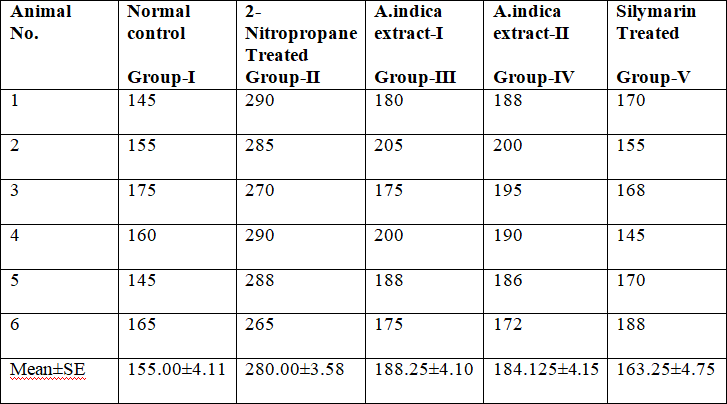 Animal No. Normal control Group-I 2-Nitropropane Treated Group-II A.indica extract-I Group-III A.indica extract-II Group-IV Silymarin Treated Group-V
1 145 290 180 188 170
2 155 285 205 200 155
3 175 270 175 195 168
4 160 290 200 190 145
5 145 288 188 186 170
6 165 265 175 172 188
Mean±SE 155.00±4.11 280.00±3.58 188.25±4.10 184.125±4.15 163.25±4.75